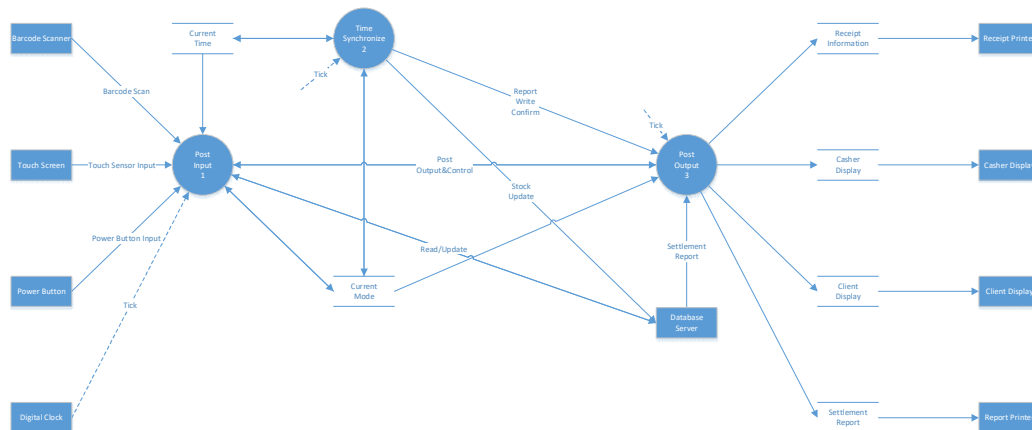 Barcode Scanner
Current
Time
Time
Synchronize
2
Receipt
Information
Receipt Printe
Tick
Barcode Scan
Report
Write
Confirm
Tick
Touch Screen
Touch Sensor Input
Post
Input
1
Post
Output&Control
Post
Output
3
Casher
Display
Casher Display
Stock
Update
Power Button Input
Read/Update
Settlement
Report
Power Button
Tick
Current
Mode
Client
Display
Client Display
Database
Server
Digital Clock
Settlement
Report
Report Printe